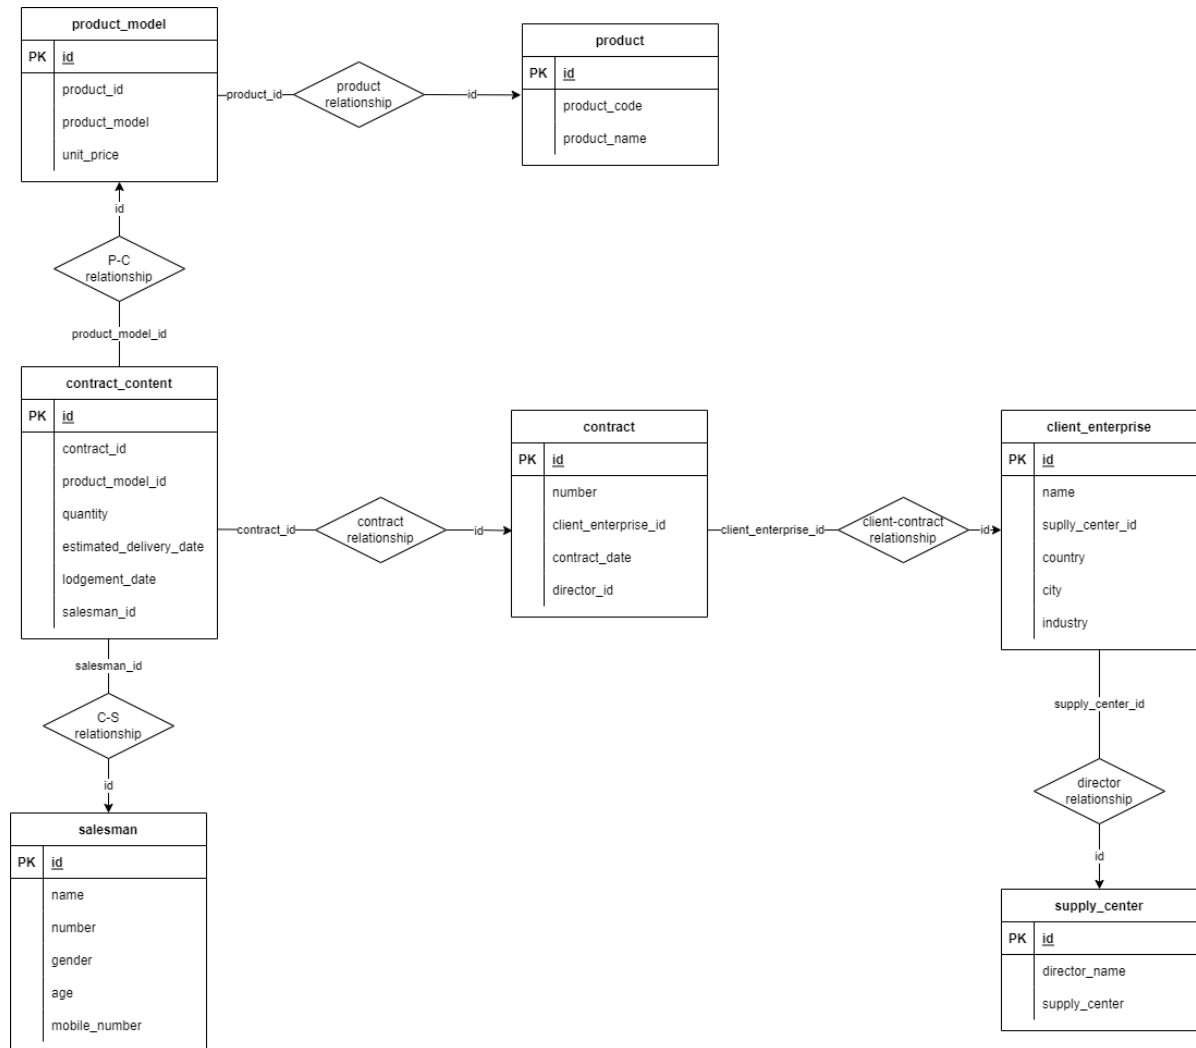 product_model
PK id
product_id
product_model
unit_price
product_id
product
relationship
id
product
PK id
product_code
product_name
id
P-C
relationship
product_model_id
contract_content
PK id
contract_id
product_model_id
quantity
estimated_delivery_date
lodgement_date
salesman_id
contract_id
contract
relationship
id
contract
PK id
number
client_enterprise_id
contract_date
director_id
client_enterprise_id
client-contract
relationship
id
client_enterprise
PK id
name
suplly_center_id
country
city
industry
salesman_id
C-S
relationship
id
salesman
PK id
name
number
gender
age
mobile_number
supply_center_id
director
relationship
id
supply_center
PK id
director_name
supply_center